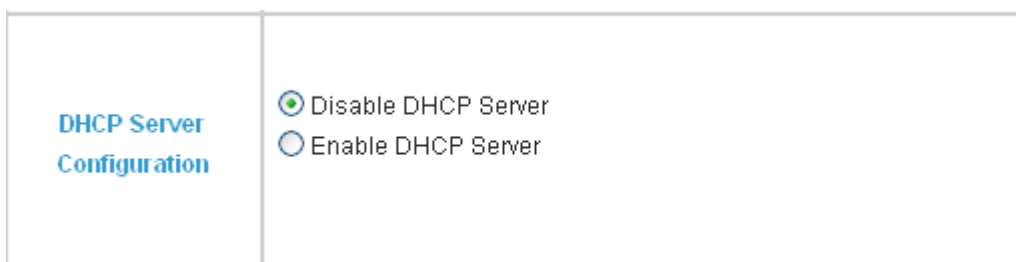 DHCP Server
Configuration
Disable DHCP Server
Enable DHCP Server